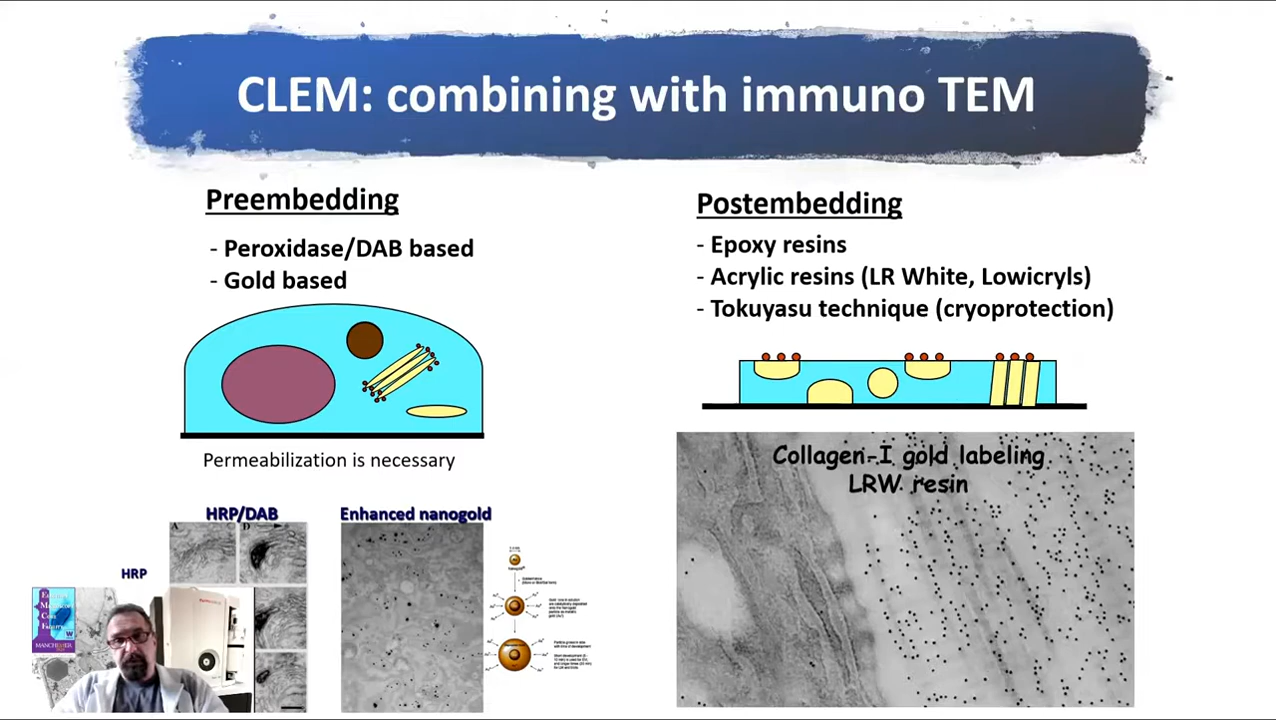 CLEM: combining with immuno TEM
Preembedding
- Peroxidase/DAB based
- Gold based
Permeabilization is necessary
HRP/DAB
Enhanced nanogold
HRP
A
D
MANCHESTER
Postembedding
- Epoxy resins
- Acrylic resins (LR White, Lowicryls)
- Tokuyasu technique (cryoprotection)
Collagen-I gold labeling
LRW resin